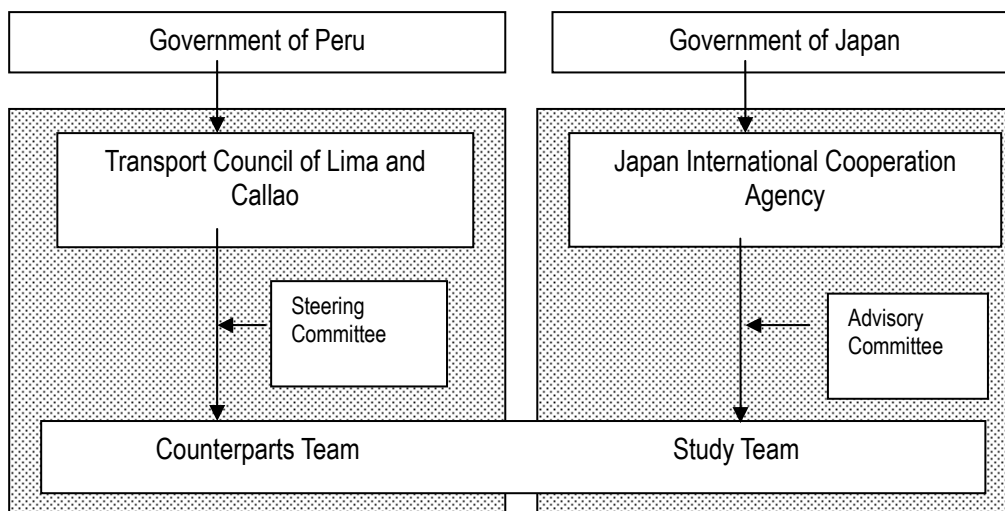 Government of Peru
Government of Japan
Transport Council of Lima and
Callao
Japan International Cooperation
Agency
Steering
Committee
Advisory
Committee
Counterparts Team
Study Team